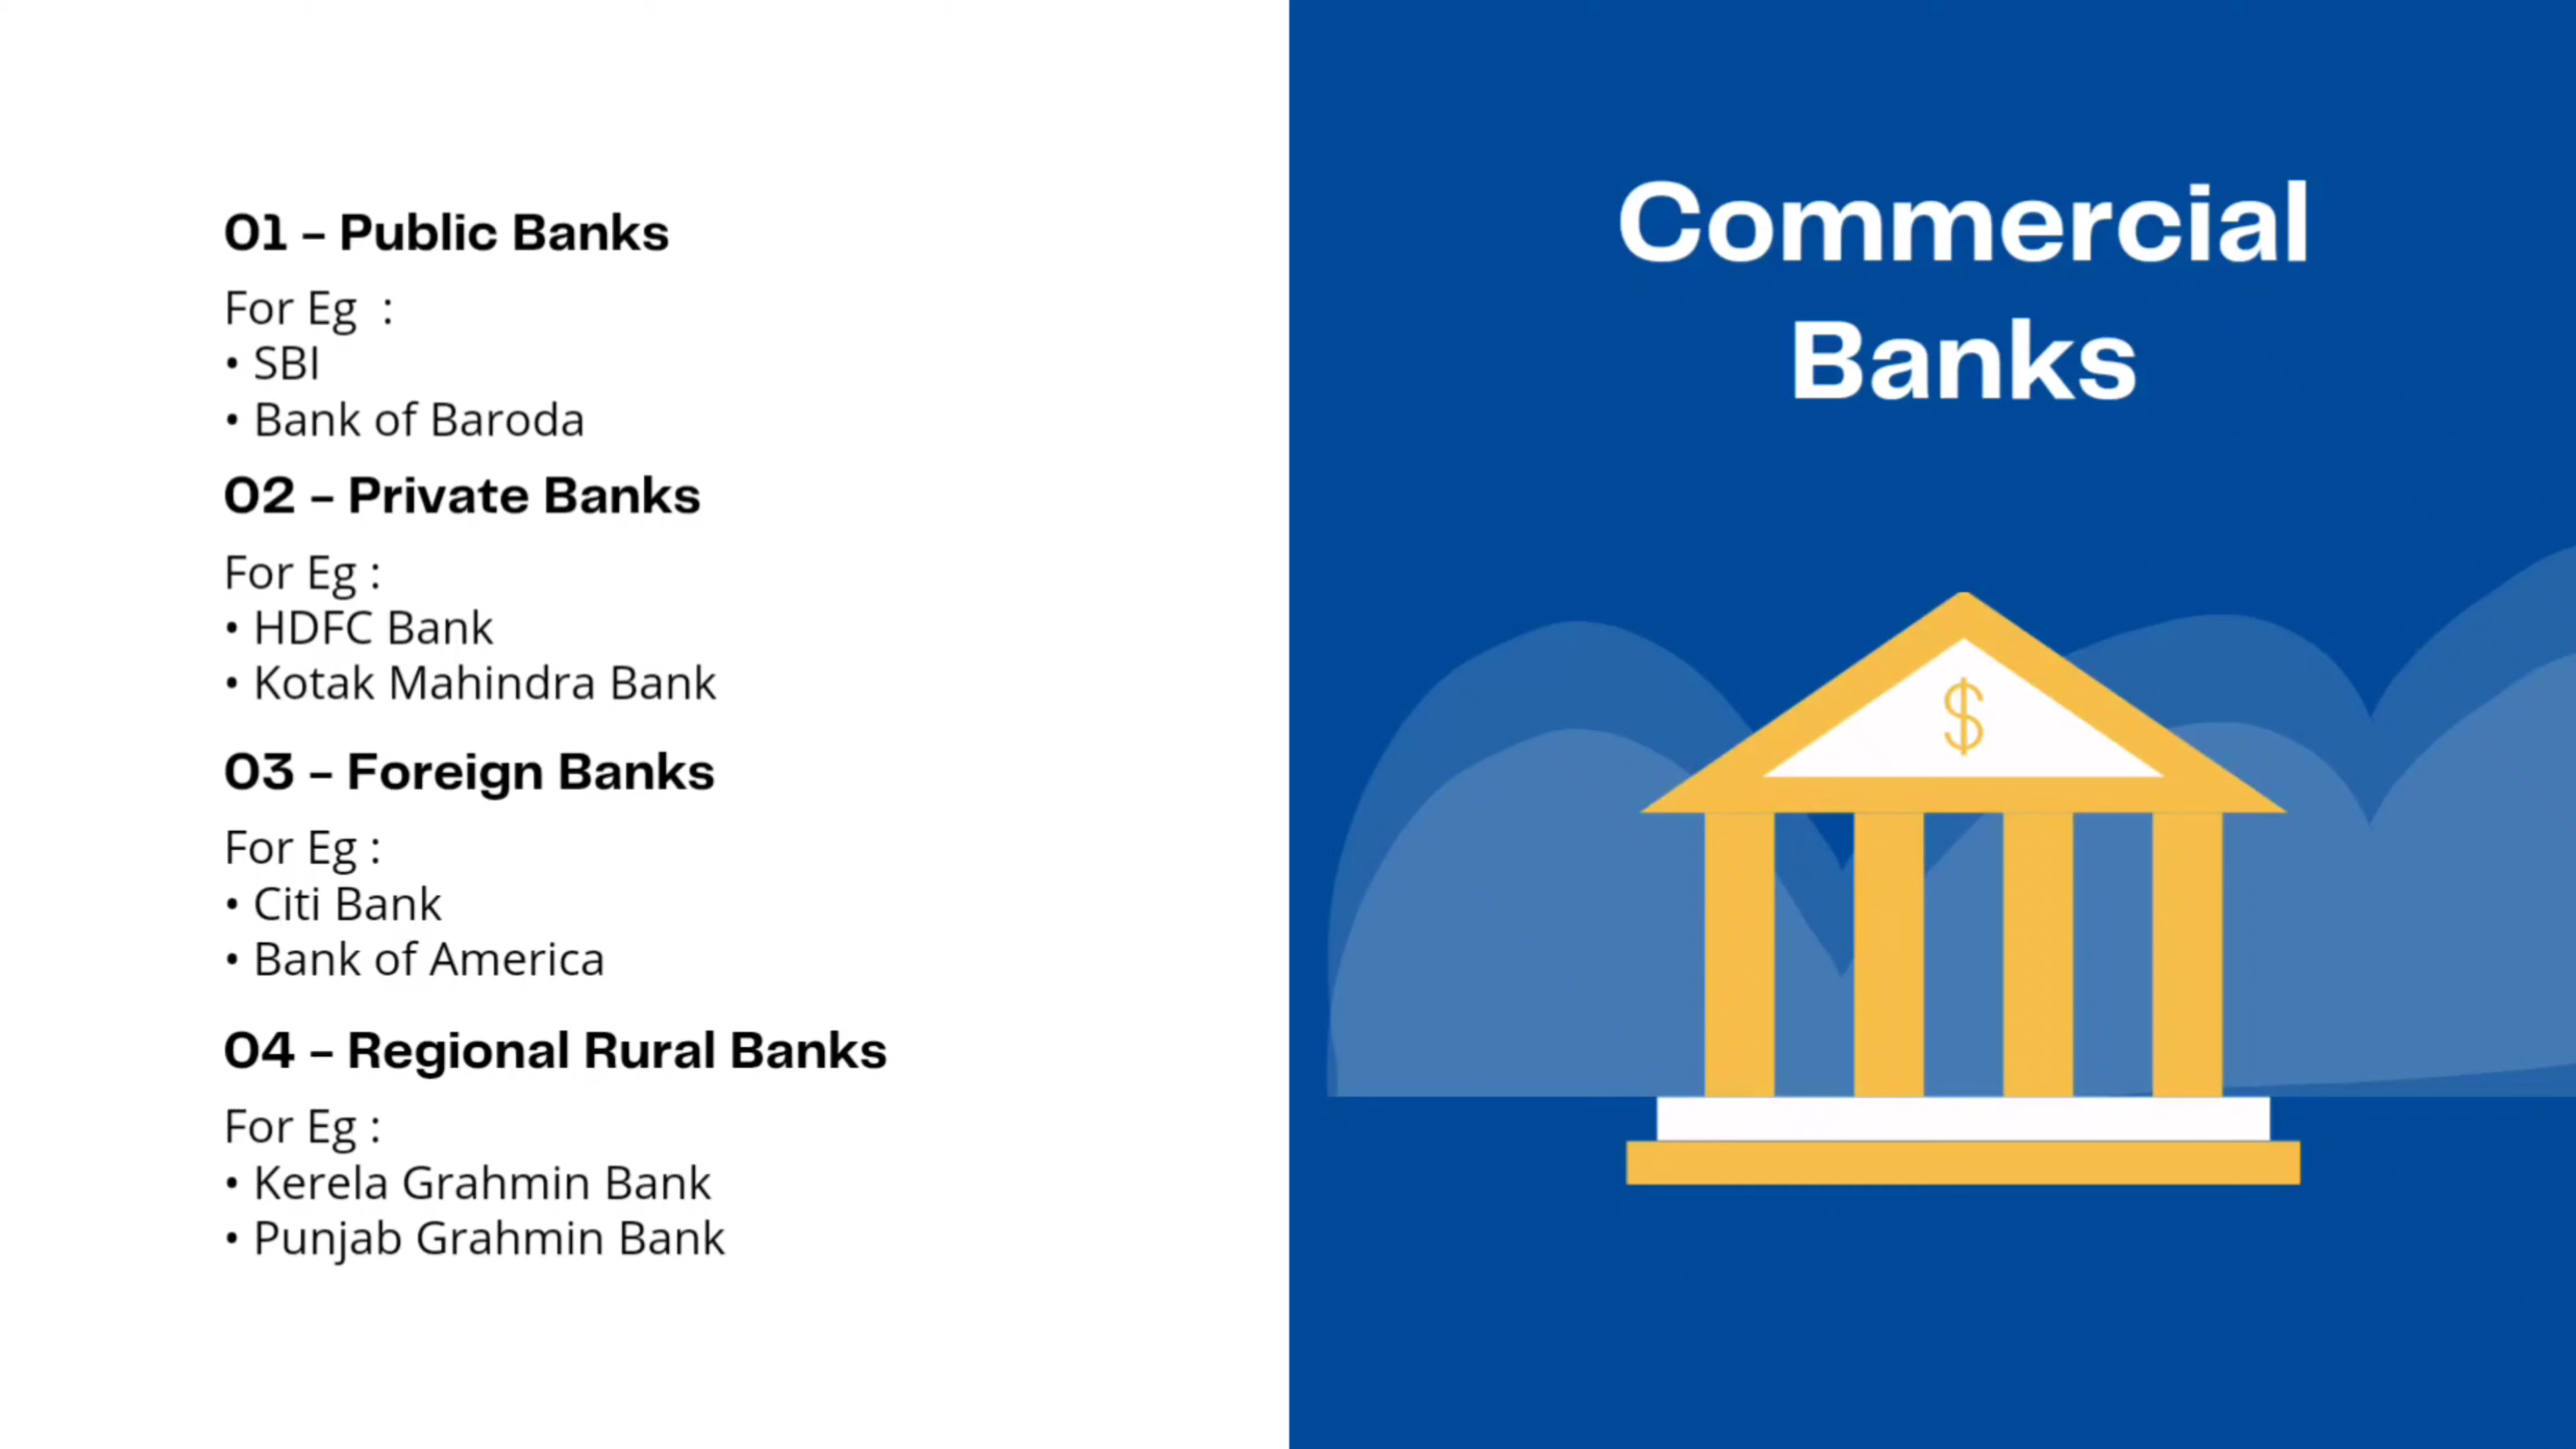 01 - Public Banks
For Eg :
• SBI
• Bank of Baroda
02 - Private Banks
For Eg :
• HDFC Bank
• Kotak Mahindra Bank
03 - Foreign Banks
For Eg :
• Citi Bank
• Bank of America
04 - Regional Rural Banks
For Eg :
• Kerela Grahmin Bank
• Punjab Grahmin Bank
Commercial
Banks
$